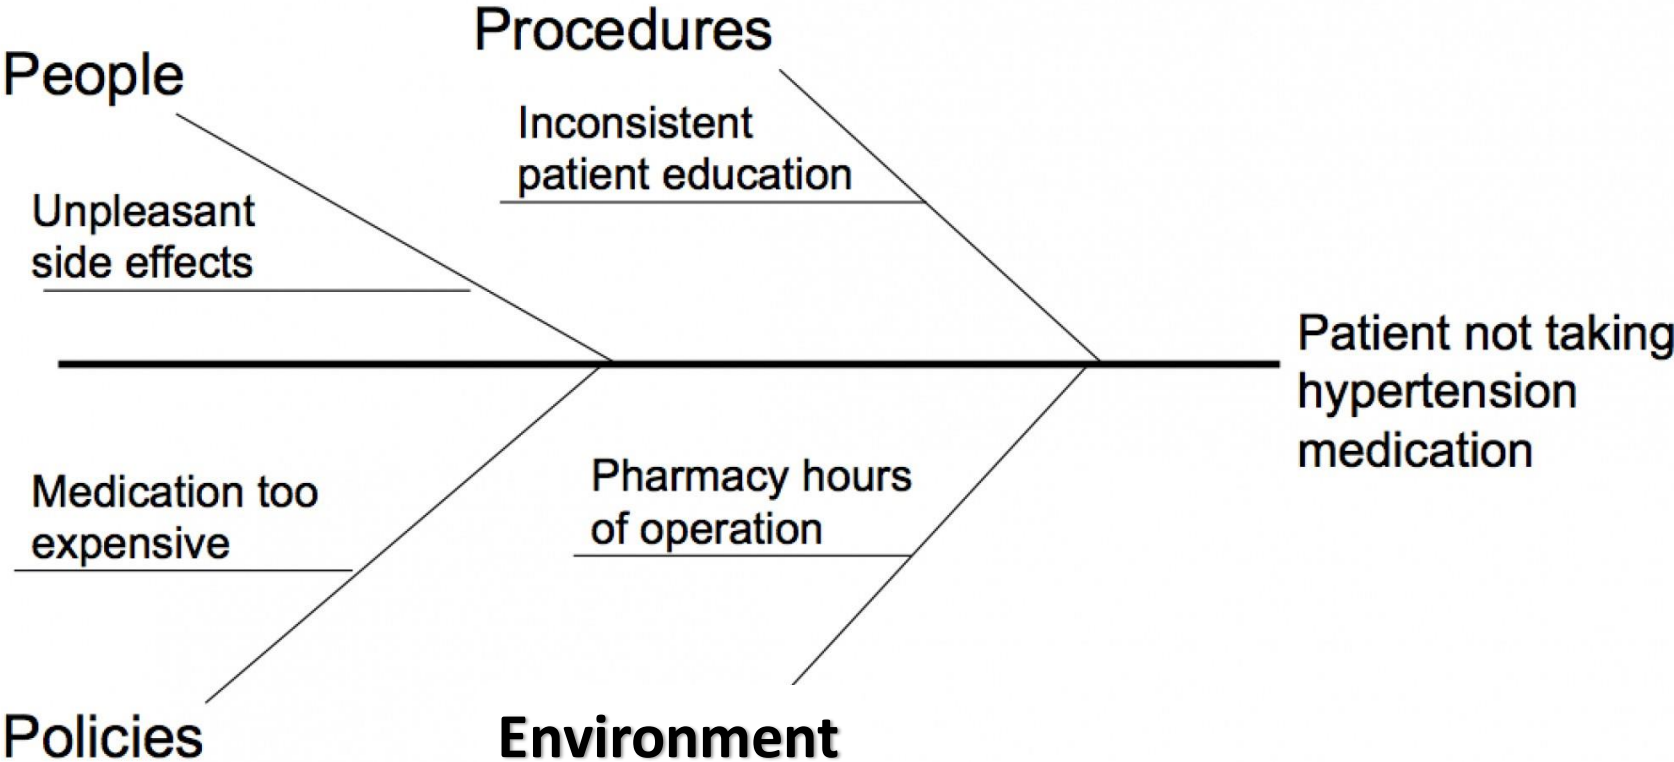 Procedures
People
Inconsistent
patient education
Unpleasant
side effects
Patient not taking
hypertension
medication
Medication too
expensive
Pharmacy hours
of operation
Policies
Environment